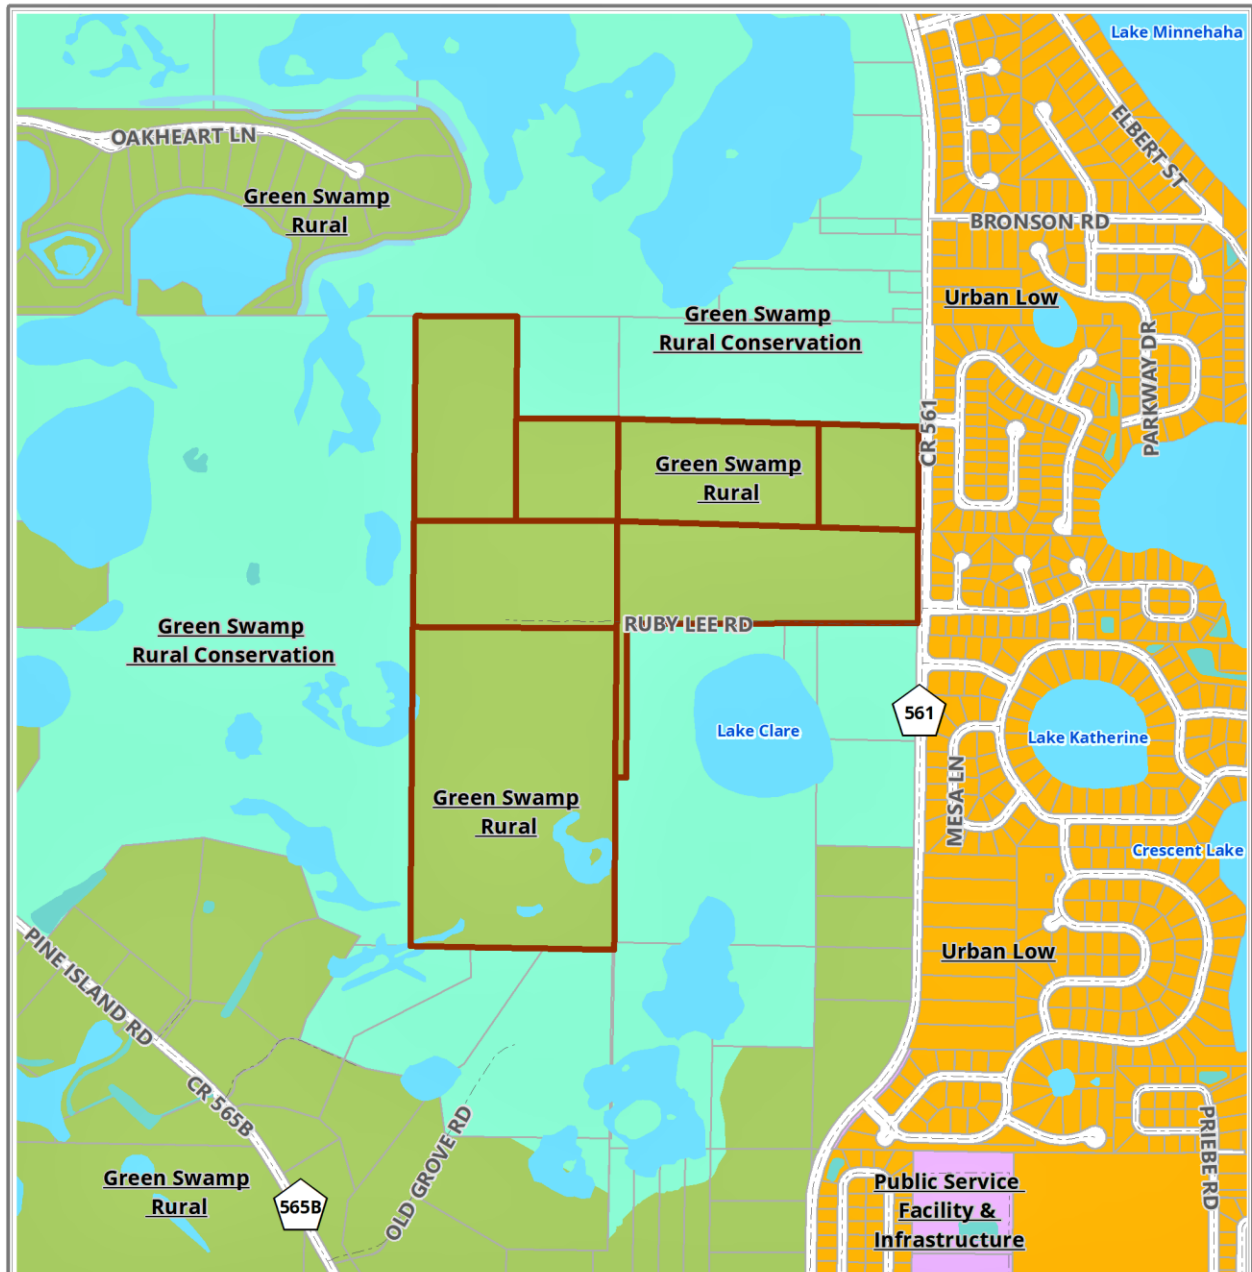 Lake Minnehaha
OAKHEART LN
ELBERT ST
Green Swamp
Rural
BRONSON RD
Urban Low
Green Swamp
Rural Conservation
PARKWAY DR
CR 561
Green Swamp
Rural
RUBY LEE RD
Green Swamp
Rural Conservation
561
Lake Clare
Lake Katherine
MESA LN
Green Swamp
Rural
Crescent Lake
Urban Low
PINE ISLAND RD
CR 565B
OLD GROVE RD
PRIEBE RD
Green Swamp
Rural
565B
Public Service
Facility &
Infrastructure